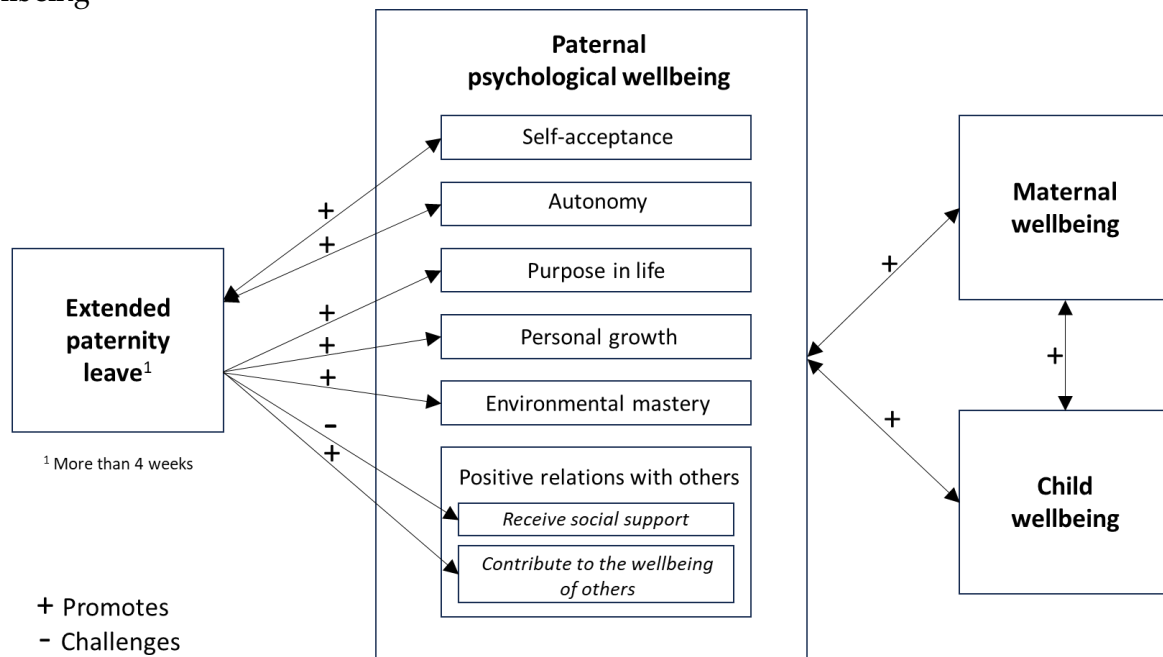 Paternal
psychological wellbeing
Self-acceptance
+
Autonomy
+
Maternal
wellbeing
Extended
paternity
leave¹
Purpose in life
+
+
Personal growth
+
+
+
Environmental mastery
-
+
+
¹ More than 4 weeks
Positive relations with others
Receive social support
Contribute to the wellbeing
of others
Child
wellbeing
+ Promotes
- Challenges